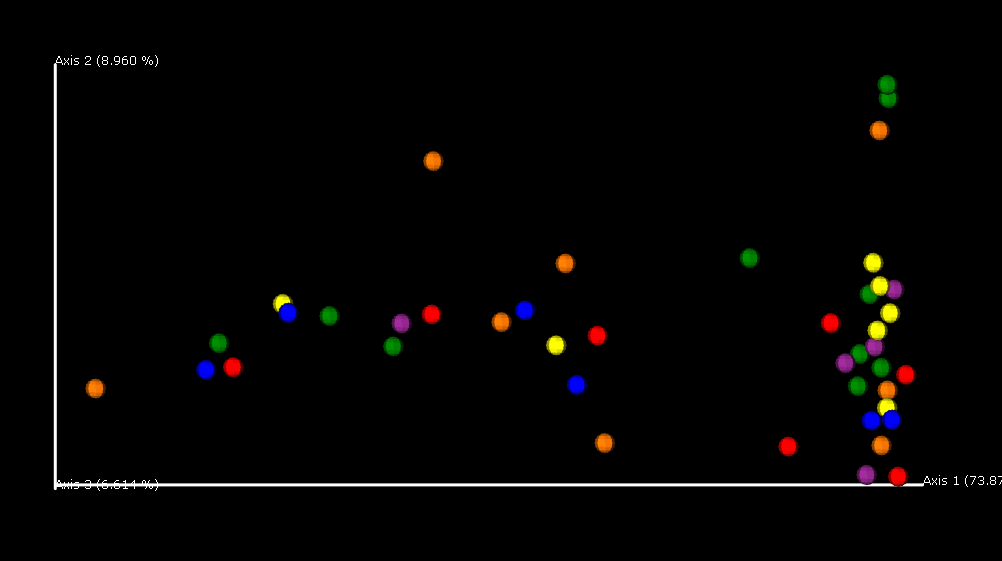 Axis 2 (8.960 %)
Axis 3 (6.614 %)
Axis 1 (73.87